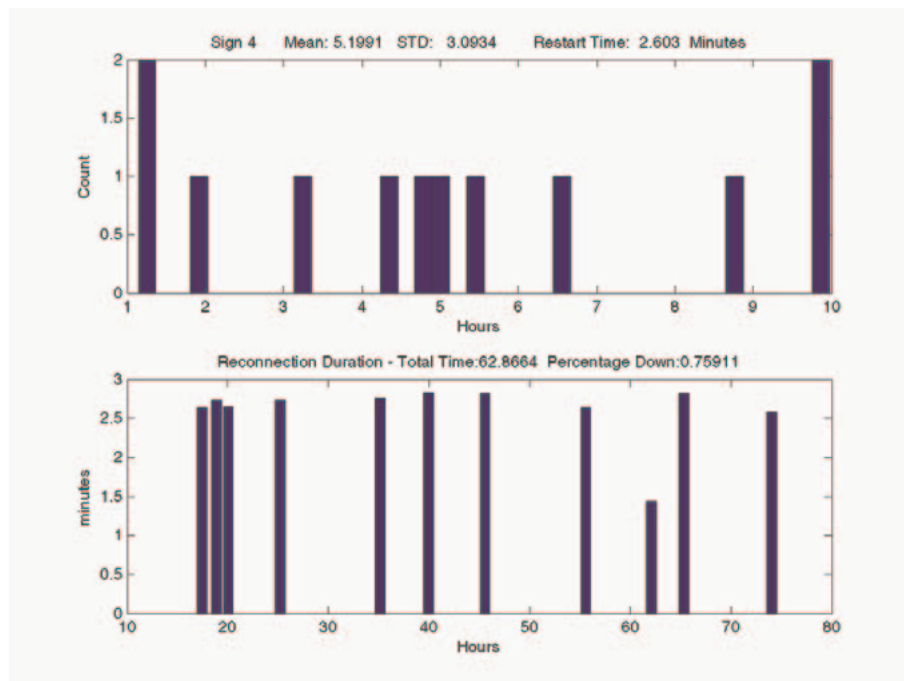 Sign 4 Mean: 5.1991 STD: 3.0934 Restart Time: 2.603 Minutes
2
1.5
1
0.5
0
Count
1 2 3 4 5 6 7 8 9 10
Hours
Reconnection Duration - Total Time:62.8664 Percentage Down:0.75911
3
2.5
2
1.5
1
0.5
0
minutes
10 20 30 40 50 60 70 80
Hours